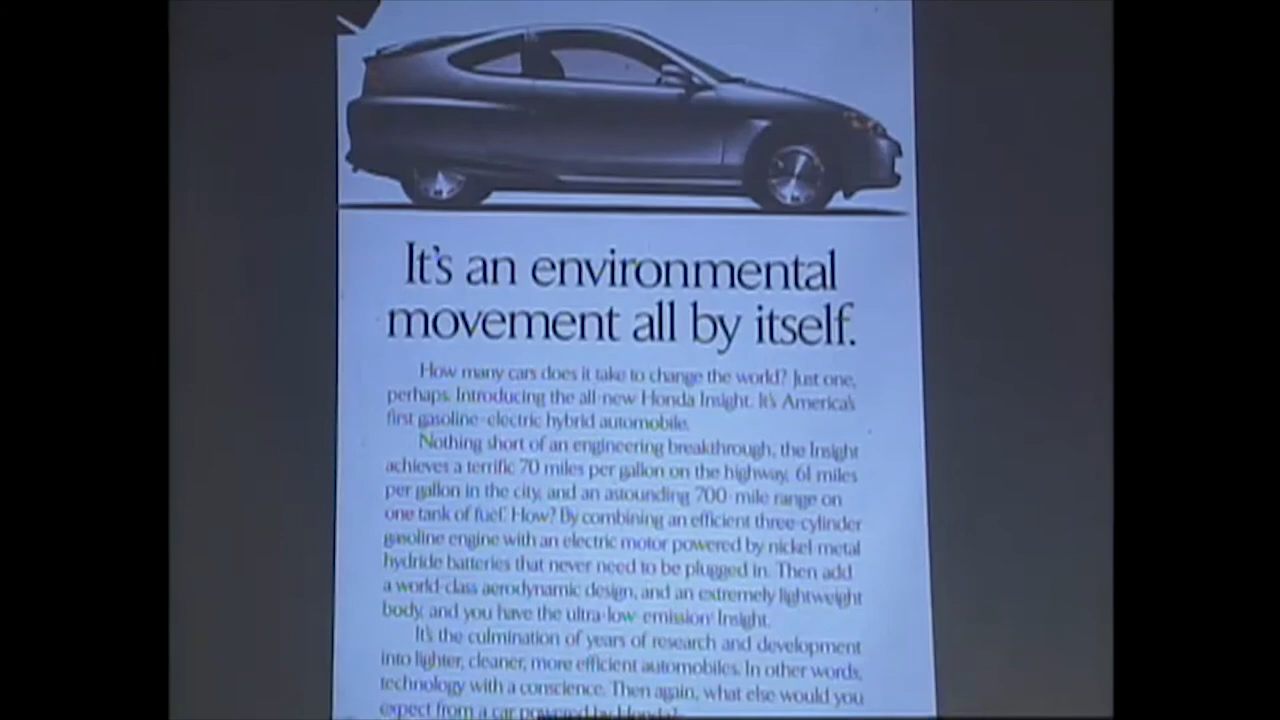 It's an environmental
movement all by itself.
How many cars does it take to change the world? Just one,
perhaps. Introducing the all-new Honda Insight. It's America's
first gasoline-electric hybrid automobile.
Nothing short of an engineering breakthrough, the Insight
achieves a terrific 70 miles per gallon on the highway, 61 miles
per gallon in the city, and an astounding 700-mile range on
one tank of fuel.* How? By combining an efficient three-cylinder
gasoline engine with an electric motor powered by nickel-metal
hydride batteries that never need to be plugged in. Then add
a world-class aerodynamic design, and an extremely lightweight
body, and you have the ultra-low-emission† Insight.
It's the culmination of years of research and development
into lighter, cleaner, more efficient automobiles. In other words,
technology with a conscience. Then again, what else would you
expect from a car powered by Honda?